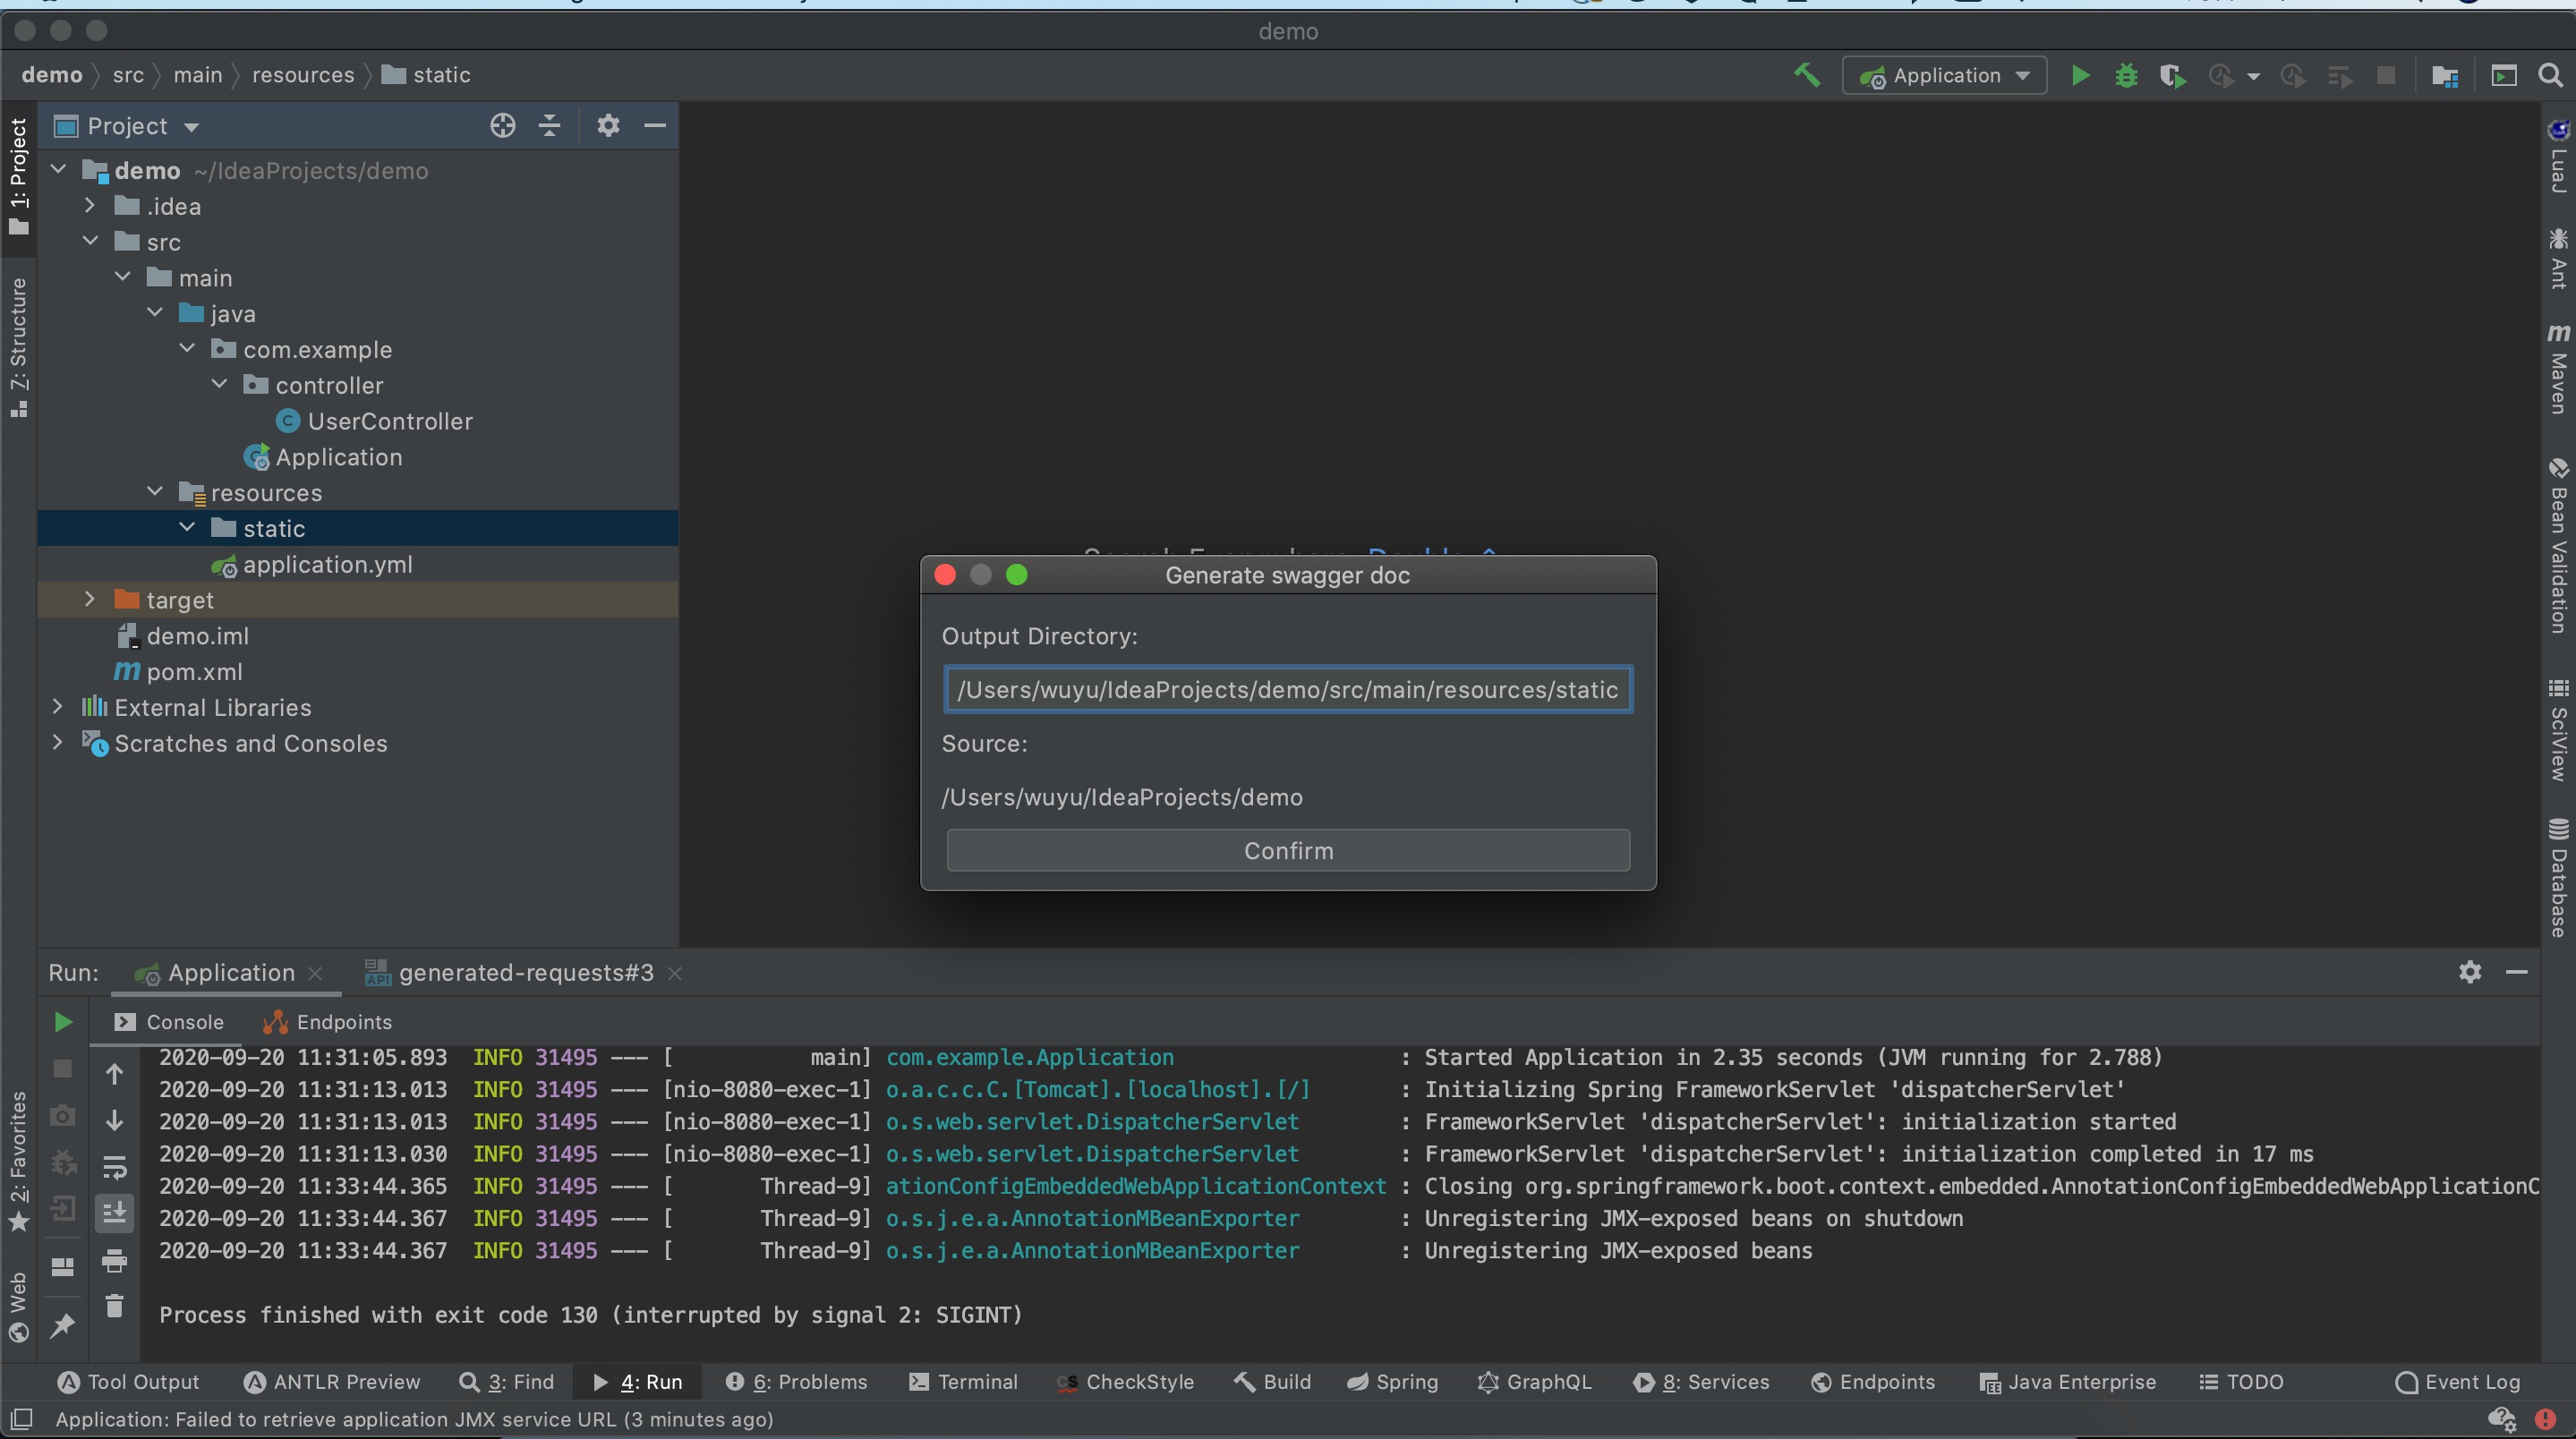 demo
demo src main resources static
Application
Project
demo ~/IdeaProjects/demo
.idea
src
main
java
com.example
controller
UserController
Application
resources
static
application.yml
target
demo.iml
pom.xml
External Libraries
Scratches and Consoles
1: Project
7: Structure
2: Favorites
Web
LuaJ
Ant
Maven
Bean Validation
SciView
Database
Generate swagger doc
Output Directory:
/Users/wuyu/IdeaProjects/demo/src/main/resources/static
Source:
/Users/wuyu/IdeaProjects/demo
Confirm
Run: Application generated-requests#3
Console Endpoints
2020-09-20 11:31:05.893 INFO 31495 --- [ main] com.example.Application : Started Application in 2.35 seconds (JVM running for 2.788)
2020-09-20 11:31:13.013 INFO 31495 --- [nio-8080-exec-1] o.a.c.c.C.[Tomcat].[localhost].[/] : Initializing Spring FrameworkServlet 'dispatcherServlet'
2020-09-20 11:31:13.013 INFO 31495 --- [nio-8080-exec-1] o.s.web.servlet.DispatcherServlet : FrameworkServlet 'dispatcherServlet': initialization started
2020-09-20 11:31:13.030 INFO 31495 --- [nio-8080-exec-1] o.s.web.servlet.DispatcherServlet : FrameworkServlet 'dispatcherServlet': initialization completed in 17 ms
2020-09-20 11:33:44.365 INFO 31495 --- [ Thread-9] ationConfigEmbeddedWebApplicationContext : Closing org.springframework.boot.context.embedded.AnnotationConfigEmbeddedWebApplicationC
2020-09-20 11:33:44.367 INFO 31495 --- [ Thread-9] o.s.j.e.a.AnnotationMBeanExporter : Unregistering JMX-exposed beans on shutdown
2020-09-20 11:33:44.367 INFO 31495 --- [ Thread-9] o.s.j.e.a.AnnotationMBeanExporter : Unregistering JMX-exposed beans
Process finished with exit code 130 (interrupted by signal 2: SIGINT)
Tool Output ANTLR Preview 3: Find 4: Run 6: Problems Terminal CheckStyle Build Spring GraphQL 8: Services Endpoints Java Enterprise TODO Event Log
Application: Failed to retrieve application JMX service URL (3 minutes ago)